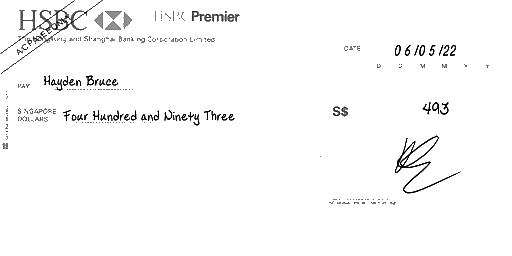 HSBC HSBC Premier
The Hongkong and Shanghai Banking Corporation Limited
A/C PAYEE ONLY
DATE 06/05/22
D D M M Y Y
PAY Hayden Bruce
SINGAPORE DOLLARS Four Hundred and Ninety Three
S$ 493